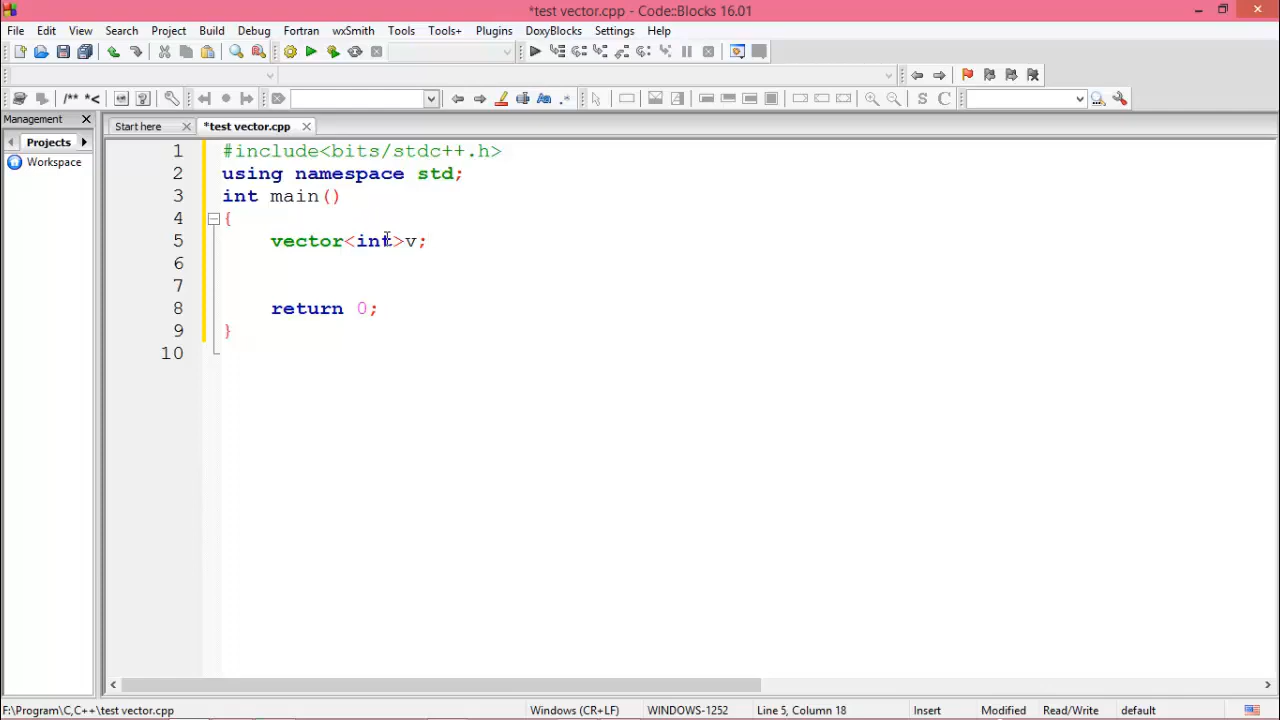 *test vector.cpp - Code::Blocks 16.01
File Edit View Search Project Build Debug Fortran wxSmith Tools Tools+ Plugins DoxyBlocks Settings Help
/** *< S C
Management
Start here *test vector.cpp
Projects
Workspace
1 #include<bits/stdc++.h>
2 using namespace std;
3 int main()
4 {
5 vector<int>v;
6
7
8 return 0;
9 }
10
F:\Program\C,C++\test vector.cpp Windows (CR+LF) WINDOWS-1252 Line 5, Column 18 Insert Modified Read/Write default